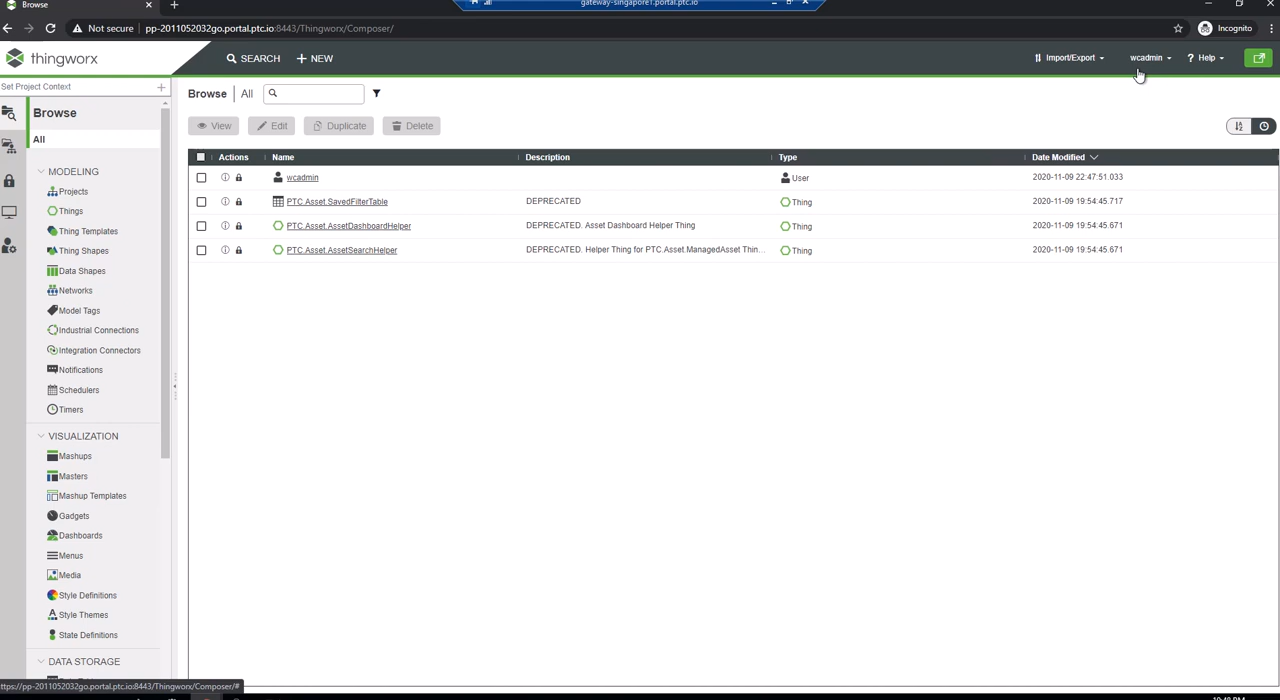 Browse
gateway-singapore1.portal.ptc.io
Not secure | pp-2011052032go.portal.ptc.io:8443/Thingworx/Composer/
Incognito
thingworx
SEARCH
NEW
Import/Export
wcadmin
? Help
Set Project Context
Browse
All
Browse
All
View
Edit
Duplicate
Delete
Actions Name Description Type Date Modified
wcadmin User 2020-11-09 22:47:51.033
PTC.Asset.SavedFilterTable DEPRECATED Thing 2020-11-09 19:54:45.717
PTC.Asset.AssetDashboardHelper DEPRECATED. Asset Dashboard Helper Thing Thing 2020-11-09 19:54:45.671
PTC.Asset.AssetSearchHelper DEPRECATED. Helper Thing for PTC.Asset.ManagedAsset Thin... Thing 2020-11-09 19:54:45.671
MODELING
Projects
Things
Thing Templates
Thing Shapes
Data Shapes
Networks
Model Tags
Industrial Connections
Integration Connectors
Notifications
Schedulers
Timers
VISUALIZATION
Mashups
Masters
Mashup Templates
Gadgets
Dashboards
Menus
Media
Style Definitions
Style Themes
State Definitions
DATA STORAGE
ttps://pp-2011052032go.portal.ptc.io:8443/Thingworx/Composer/#